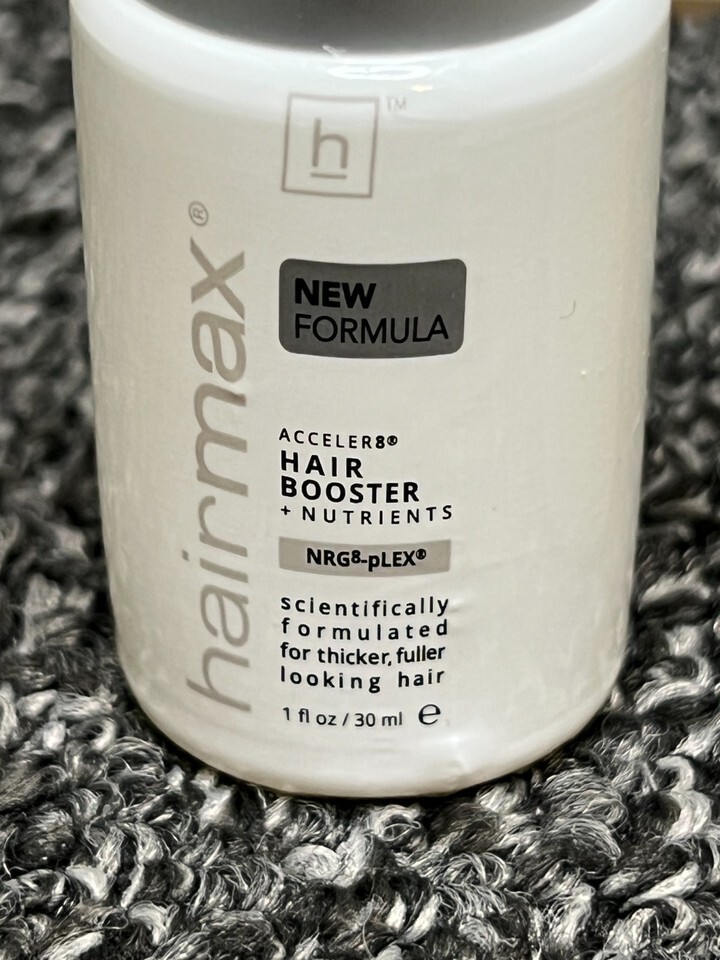 h™
hairmax®
NEW
FORMULA
ACCELER8®
HAIR
BOOSTER
+ NUTRIENTS
NRG8-pLEX®
scientifically
formulated
for thicker, fuller
looking hair
1 fl oz / 30 ml ℮